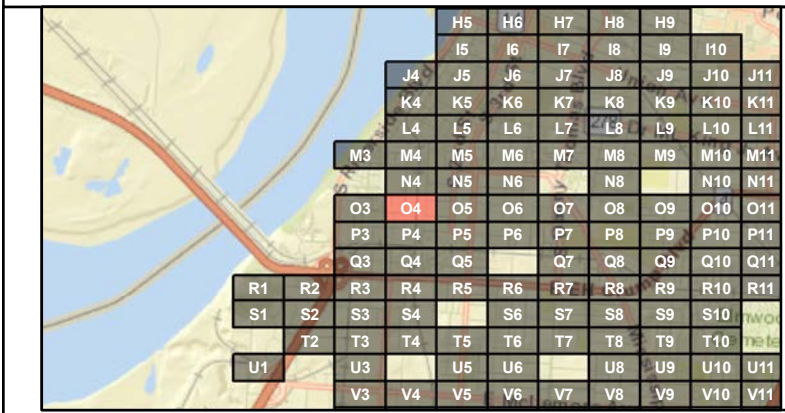 H5 H6 H7 H8 H9
I5 I6 I7 I8 I9 I10
J4 J5 J6 J7 J8 J9 J10 J11
K4 K5 K6 K7 K8 K9 K10 K11
L4 L5 L6 L7 L8 L9 L10 L11
M3 M4 M5 M6 M7 M8 M9 M10 M11
N4 N5 N6 N8 N10 N11
O3 O4 O5 O6 O7 O8 O9 O10 O11
P3 P4 P5 P6 P7 P8 P9 P10 P11
Q3 Q4 Q5 Q7 Q8 Q9 Q10 Q11
R1 R2 R3 R4 R5 R6 R7 R8 R9 R10 R11
S1 S2 S3 S4 S6 S7 S8 S9 S10
T2 T3 T4 T5 T6 T7 T8 T9 T10
U1 U3 U5 U6 U8 U9 U10 U11
V3 V4 V5 V6 V7 V8 V9 V10 V11
S Riverside Blvd
S 3rd St
Union